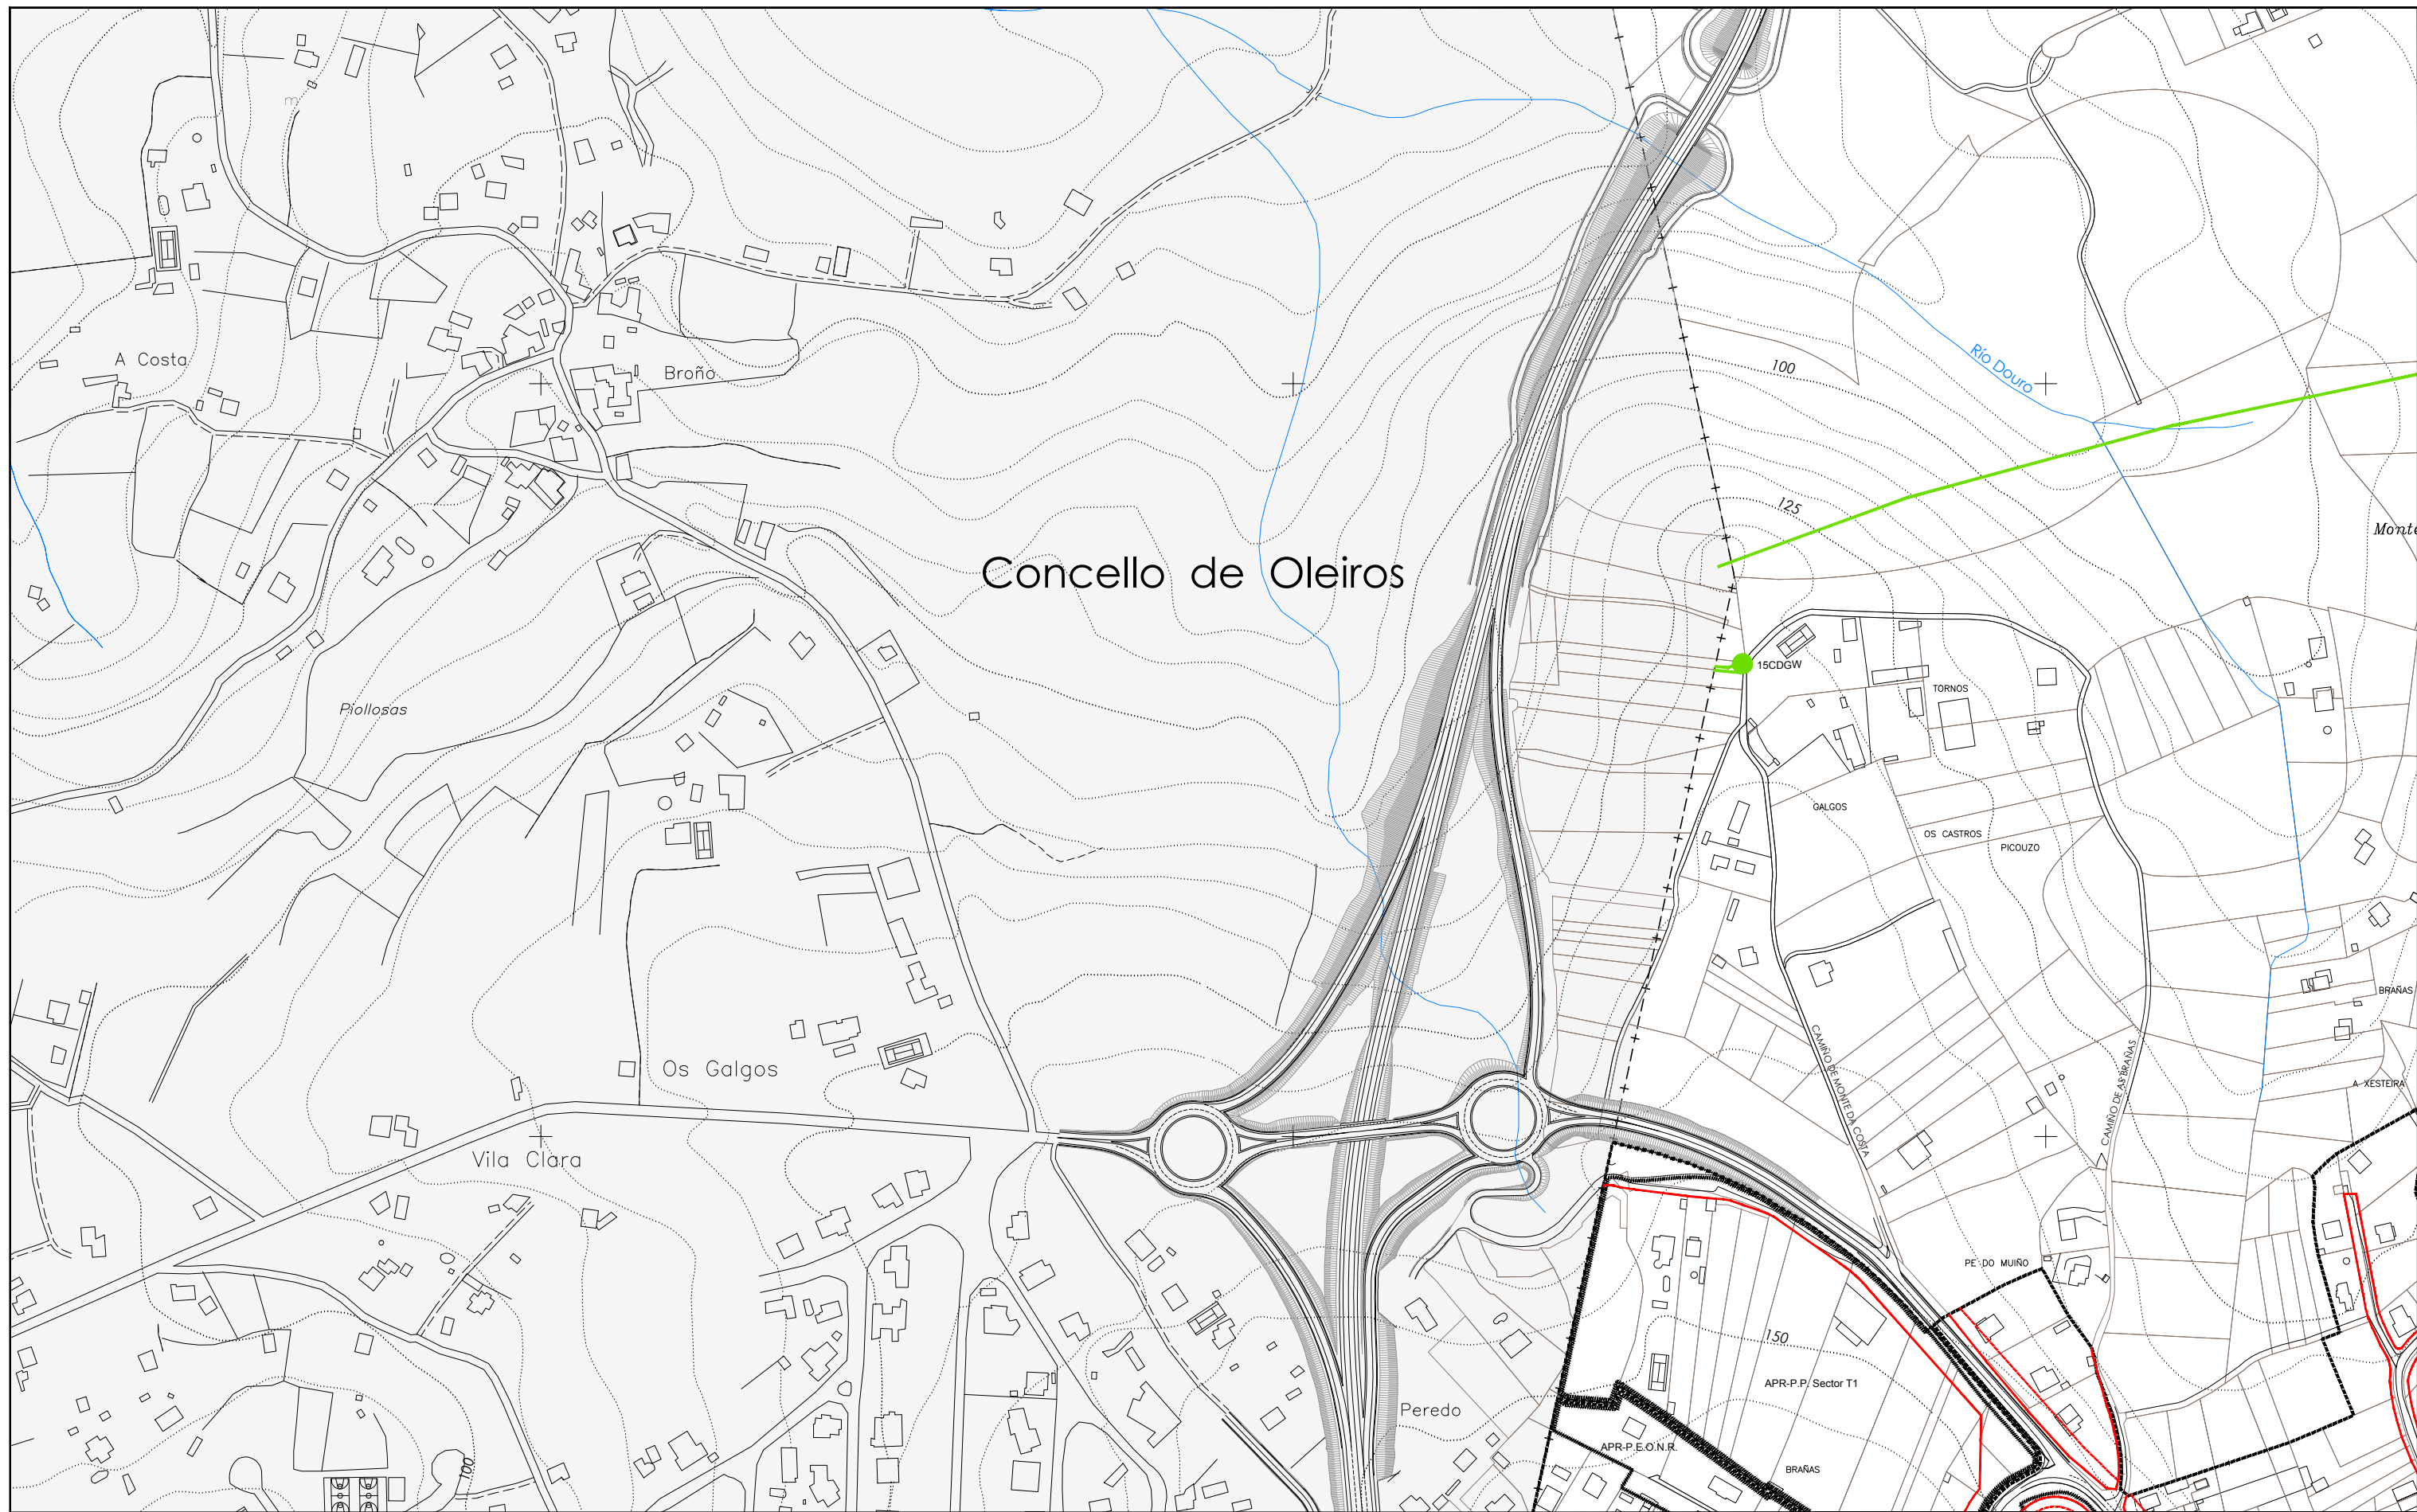 m
A Costa
Broño
100
Río Douro
125
Monte
Concello de Oleiros
15CDGW
TORNOS
Piollosas
GALGOS
OS CASTROS
PICOUZO
BRAÑAS
Os Galgos
CAMIÑO DE MONTE DA COSTA
CAMIÑO DE AS BRAÑAS
A XESTEIRA
Vila Clara
PE DO MUIÑO
150
APR-P.P. Sector T1
Peredo
APR-P.E.O.N.R.
BRAÑAS
100